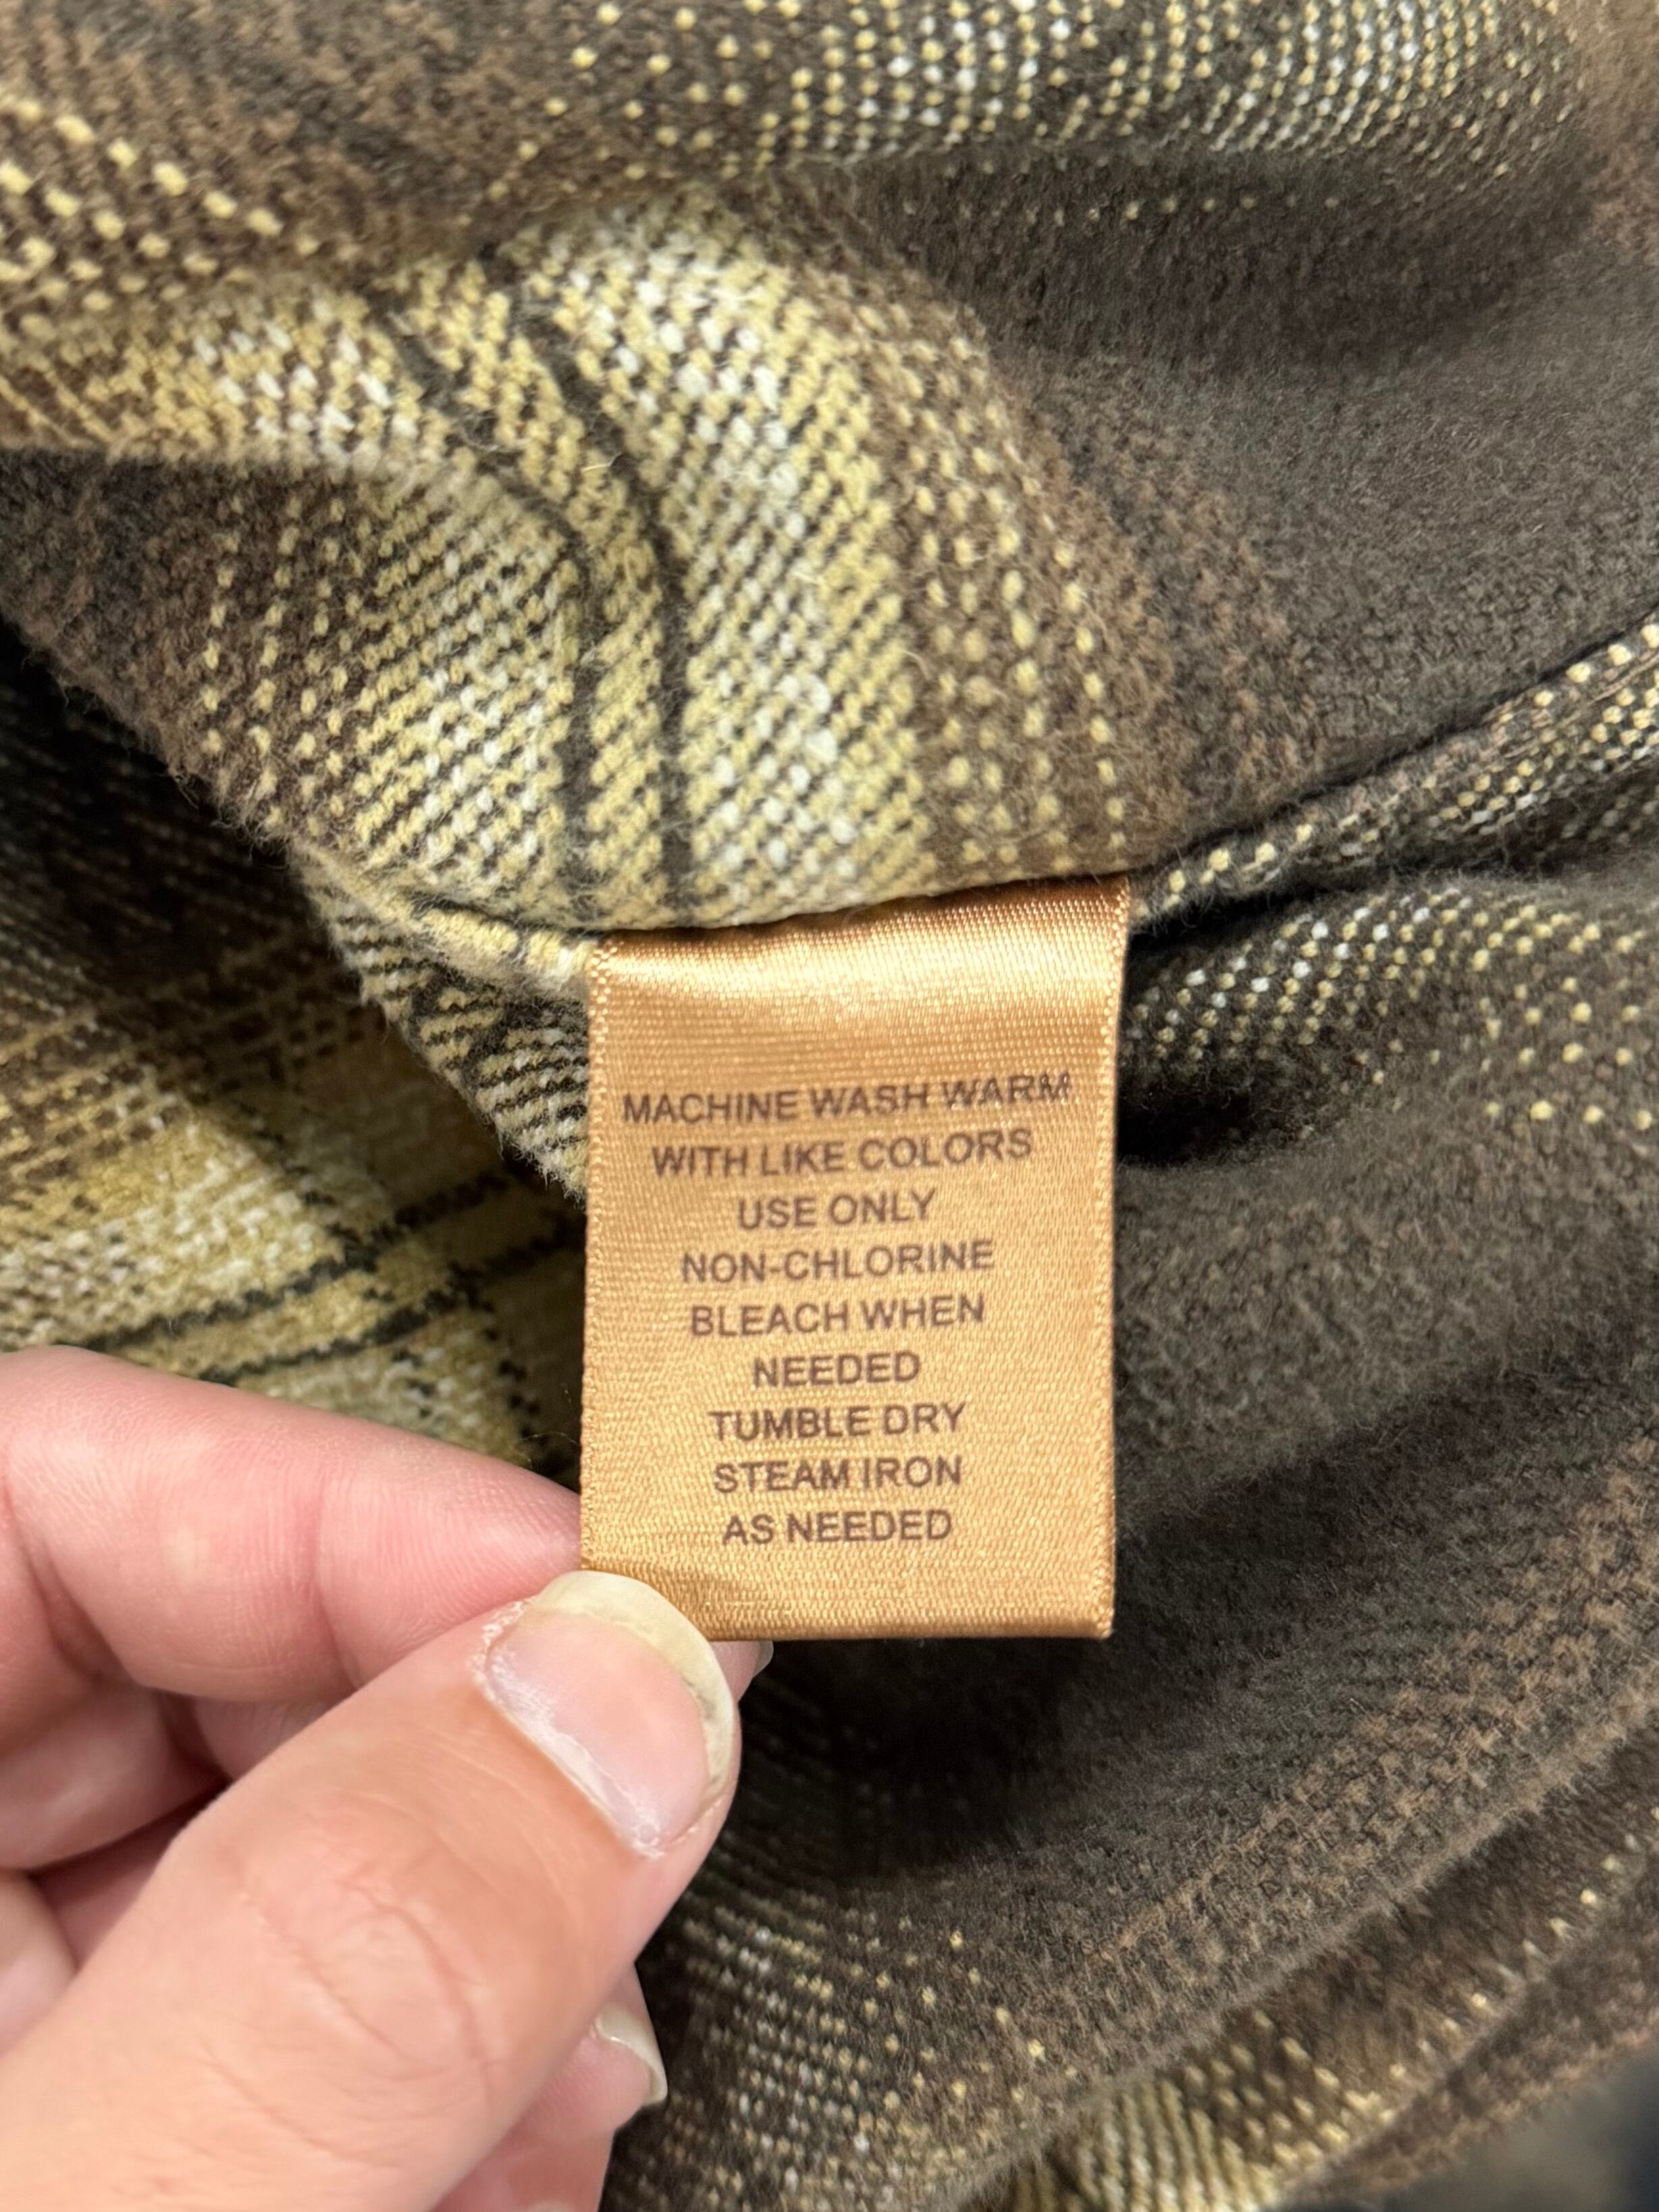 MACHINE WASH WARM
WITH LIKE COLORS
USE ONLY
NON-CHLORINE
BLEACH WHEN
NEEDED
TUMBLE DRY
STEAM IRON
AS NEEDED